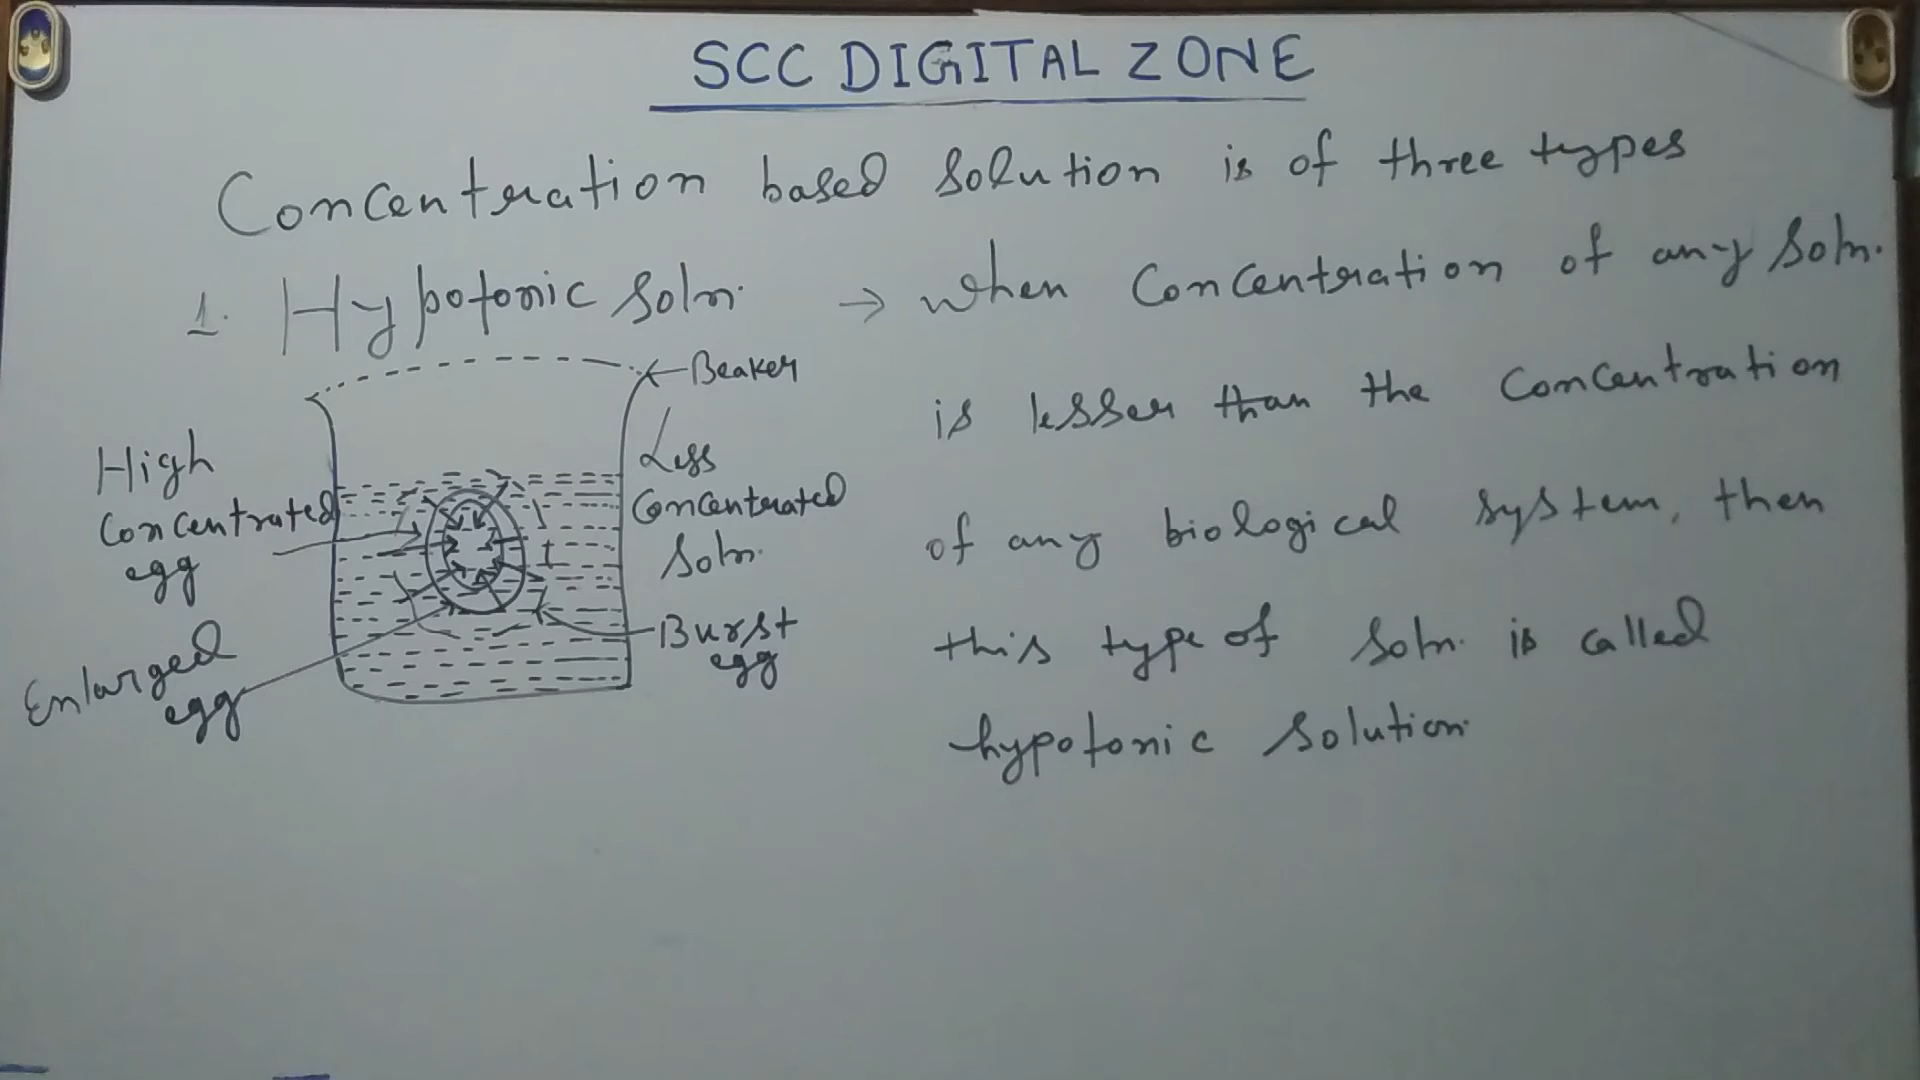 SCC DIGITAL ZONE
Concentration based solution is of three types
1. Hypotonic Soln. → when concentration of any soln.
is lesser than the concentration
of any biological system, then
this type of soln. is called
hypotonic solution.
Beaker
High
concentrated
egg
Less
concentrated
soln.
Enlarged
egg
Burst
egg